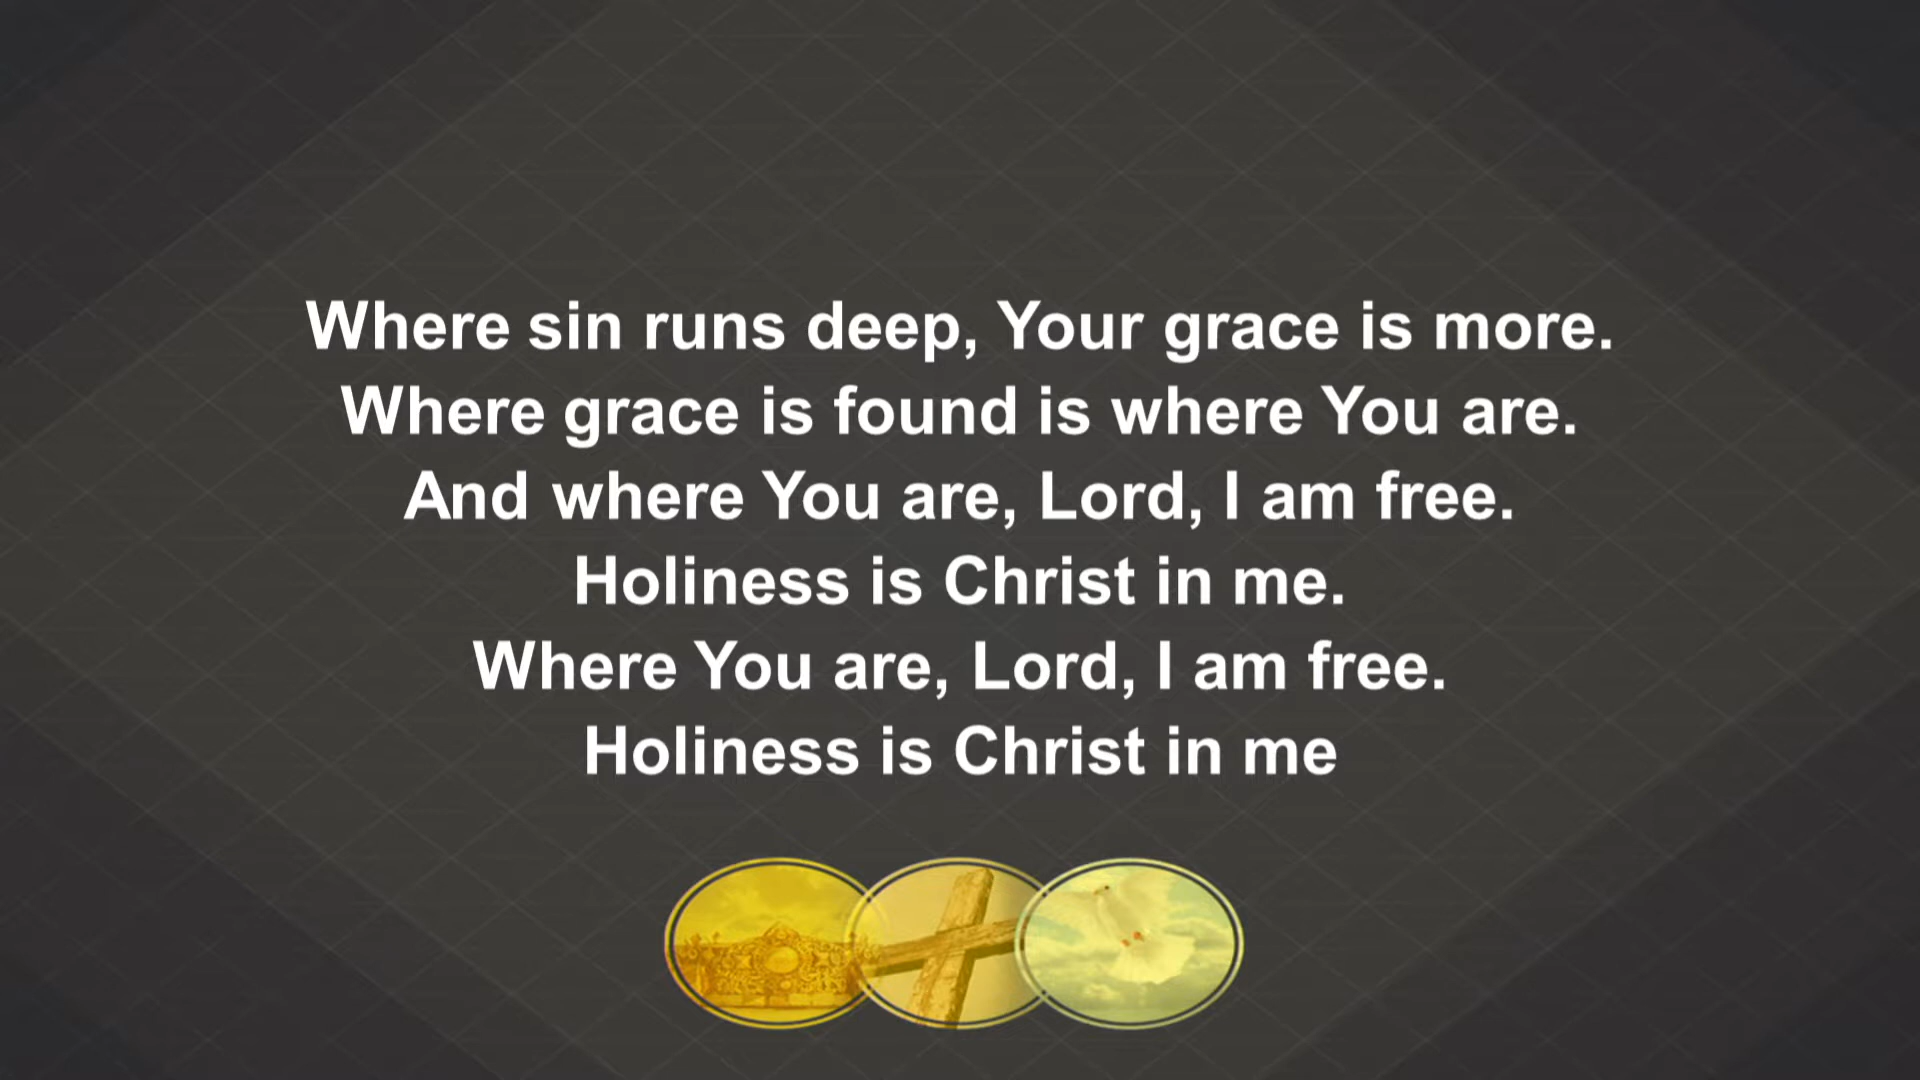 Where sin runs deep, Your grace is more.
Where grace is found is where You are.
And where You are, Lord, I am free.
Holiness is Christ in me.
Where You are, Lord, I am free.
Holiness is Christ in me